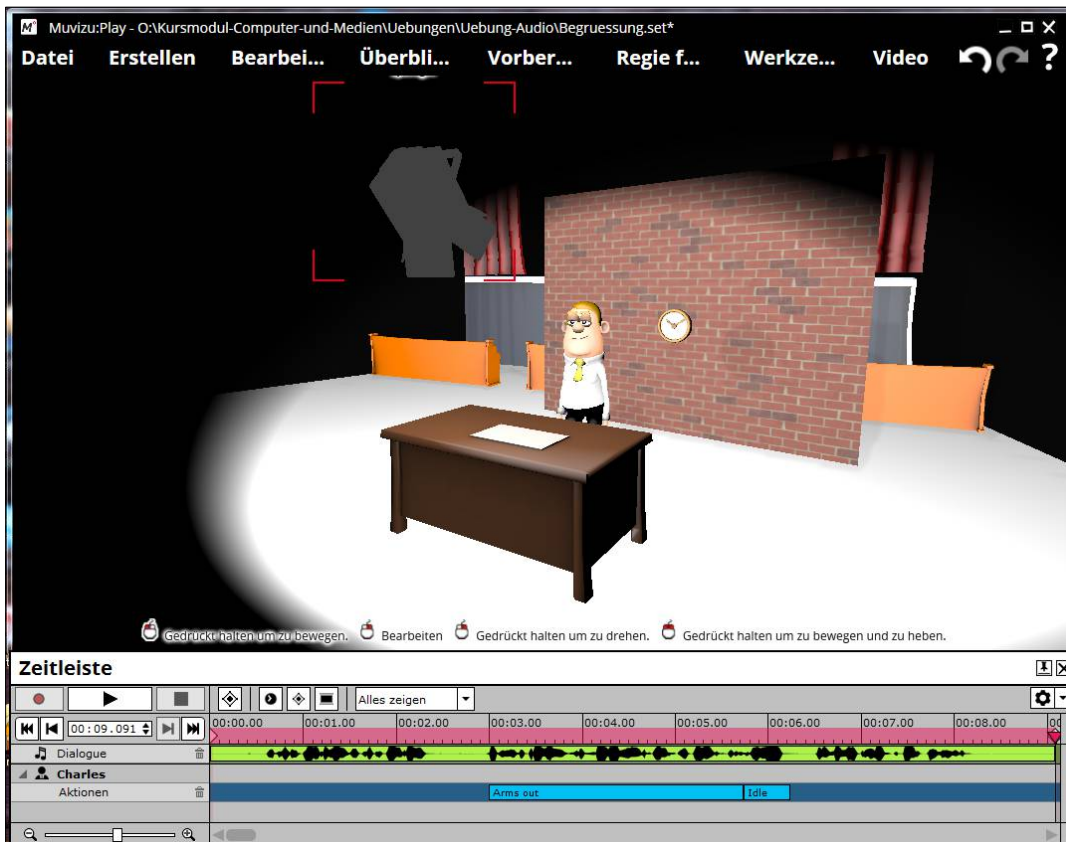 Muvizu:Play - O:\Kursmodul-Computer-und-Medien\Uebungen\Uebung-Audio\Begruessung.set*
Datei Erstellen Bearbei... Überbli... Vorber... Regie f... Werkze... Video ?
Gedrückt halten um zu bewegen. Bearbeiten Gedrückt halten um zu drehen. Gedrückt halten um zu bewegen und zu heben.
Zeitleiste
Alles zeigen
00:09.091 00:00.00 00:01.00 00:02.00 00:03.00 00:04.00 00:05.00 00:06.00 00:07.00 00:08.00
Dialogue
Charles
Aktionen Arms out Idle